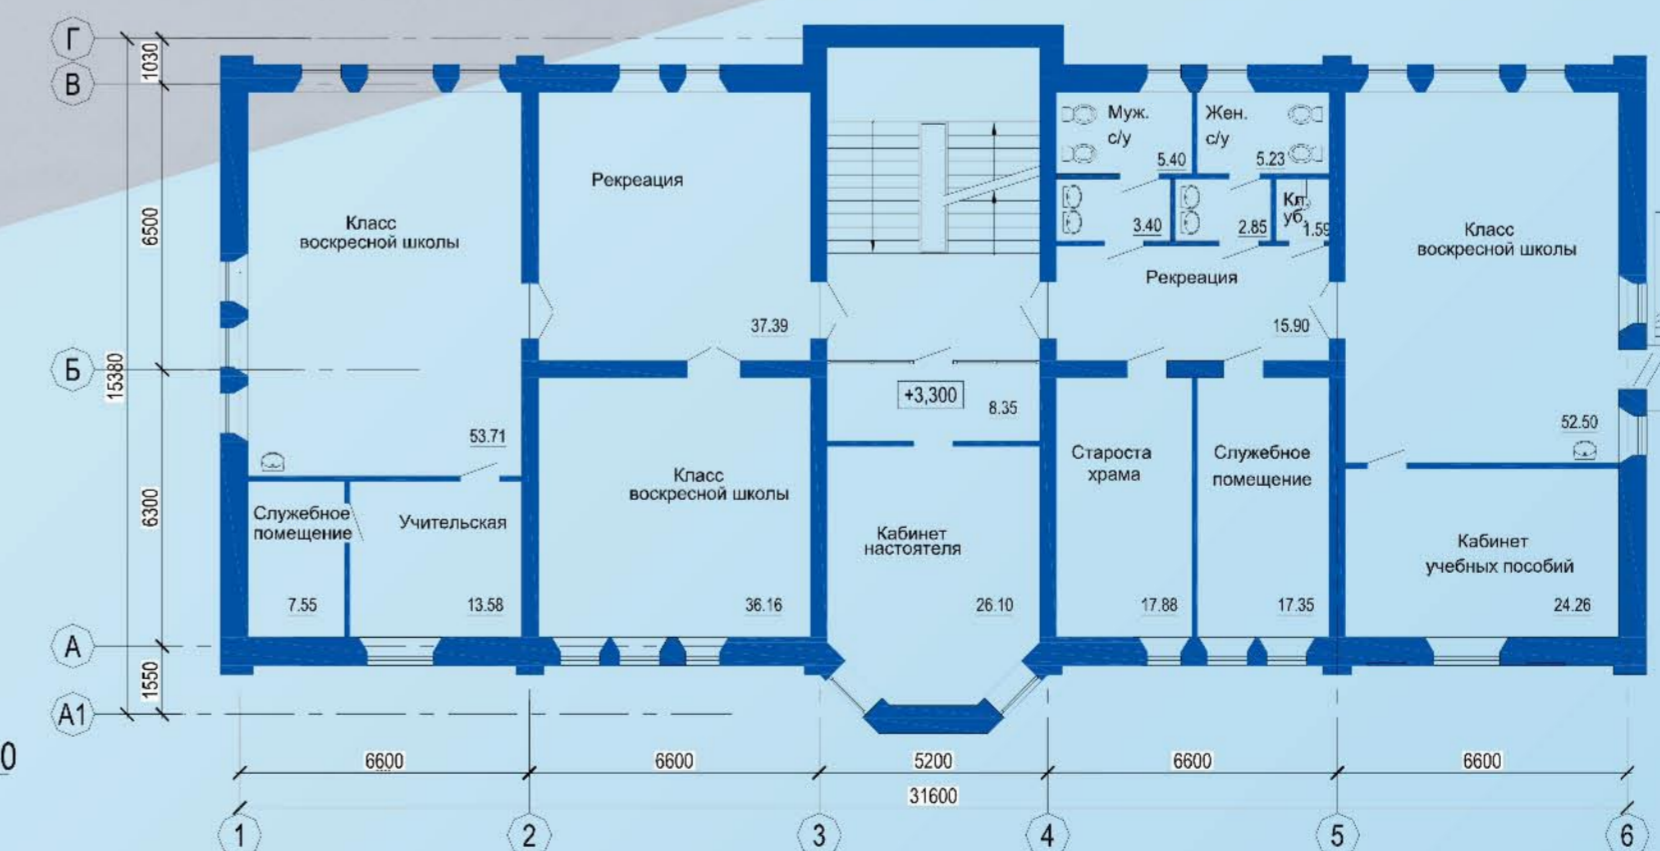 Г
В
Б
А
А1
1030
6500
15380
6300
1550
Класс
воскресной школы
53.71
Рекреация
37.39
Муж.
с/у
5.40
Жен.
с/у
5.23
3.40
2.85
Кл.
уб.
1.59
Рекреация
15.90
Класс
воскресной школы
52.50
+3,300
8.35
Служебное
помещение
7.55
Учительская
13.58
Класс
воскресной школы
36.16
Кабинет
настоятеля
26.10
Староста
храма
17.88
Служебное
помещение
17.35
Кабинет
учебных пособий
24.26
0
6600
6600
5200
6600
6600
31600
1
2
3
4
5
6